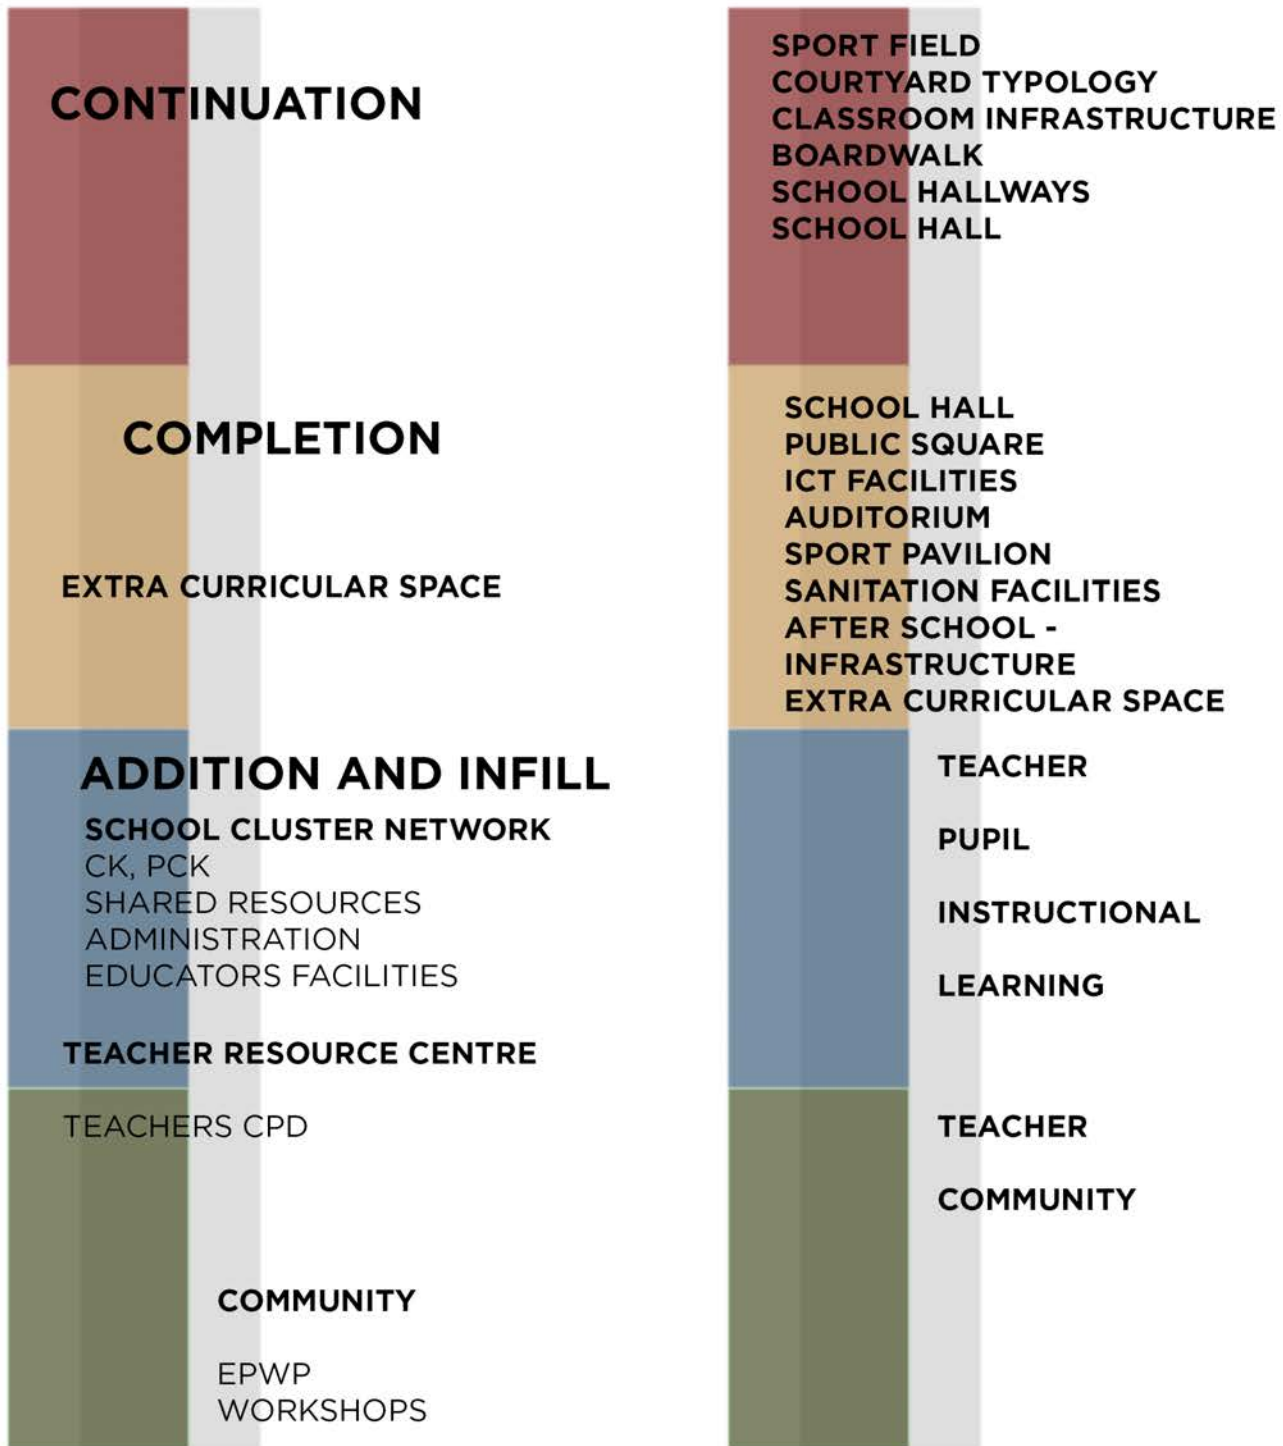 CONTINUATION
COMPLETION
EXTRA CURRICULAR SPACE
ADDITION AND INFILL
SCHOOL CLUSTER NETWORK
CK, PCK
SHARED RESOURCES
ADMINISTRATION
EDUCATORS FACILITIES
TEACHER RESOURCE CENTRE
TEACHERS CPD
COMMUNITY
EPWP
WORKSHOPS
SPORT FIELD
COURTYARD TYPOLOGY
CLASSROOM INFRASTRUCTURE
BOARDWALK
SCHOOL HALLWAYS
SCHOOL HALL
SCHOOL HALL
PUBLIC SQUARE
ICT FACILITIES
AUDITORIUM
SPORT PAVILION
SANITATION FACILITIES
AFTER SCHOOL -
INFRASTRUCTURE
EXTRA CURRICULAR SPACE
TEACHER
PUPIL
INSTRUCTIONAL
LEARNING
TEACHER
COMMUNITY